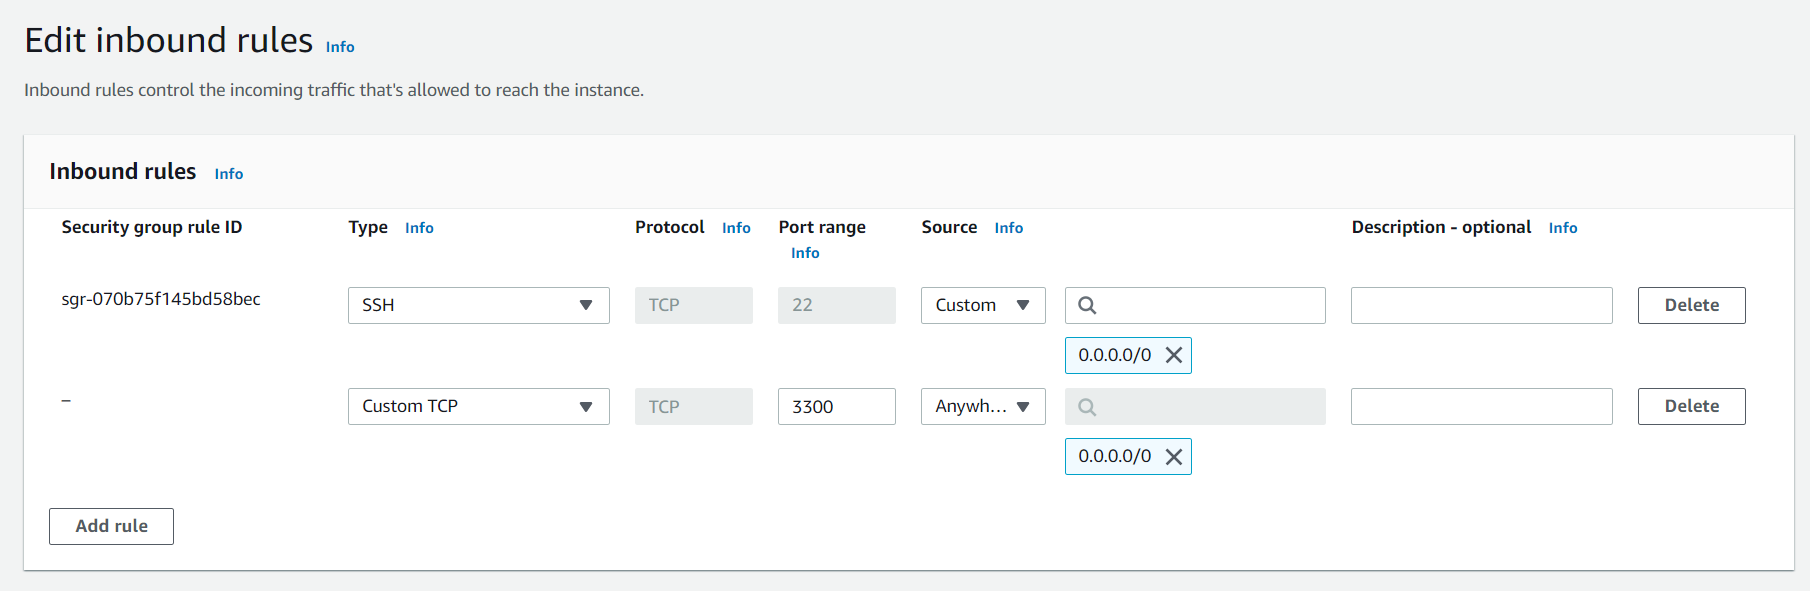 Edit inbound rules Info
Inbound rules control the incoming traffic that's allowed to reach the instance.
Inbound rules Info
Security group rule ID Type Info Protocol Info Port range Info Source Info Description - optional Info
sgr-070b75f145bd58bec SSH TCP 22 Custom Delete
0.0.0.0/0
– Custom TCP TCP 3300 Anywh... Delete
0.0.0.0/0
Add rule